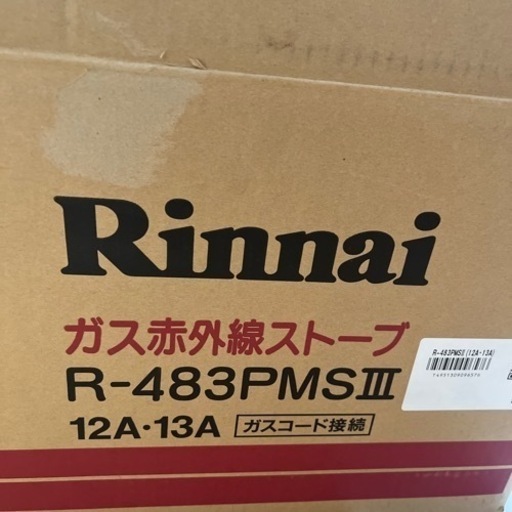 Rinnai
ガス赤外線ストーブ
R-483PMSⅢ
12A・13A ガスコード接続
R-483PMSⅢ(12A・13A)